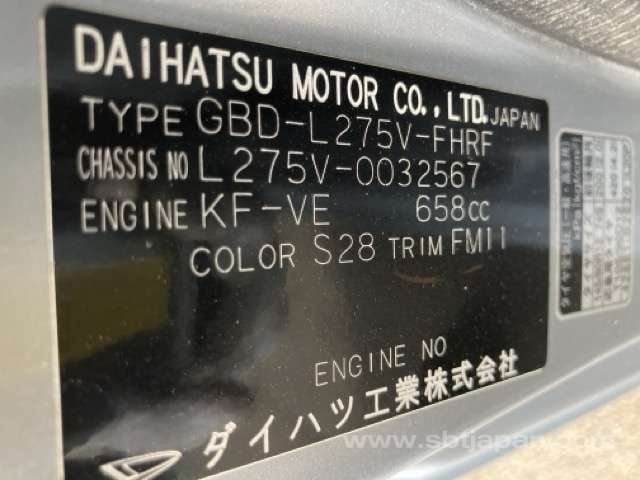 DAIHATSU MOTOR CO., LTD. JAPAN
TYPE GBD-L275V-FHRF
CHASSIS NO L275V-0032567
ENGINE KF-VE 658cc
COLOR S28 TRIM FM11
ENGINE NO
ダイハツ工業株式会社
www.sbtjapan.com